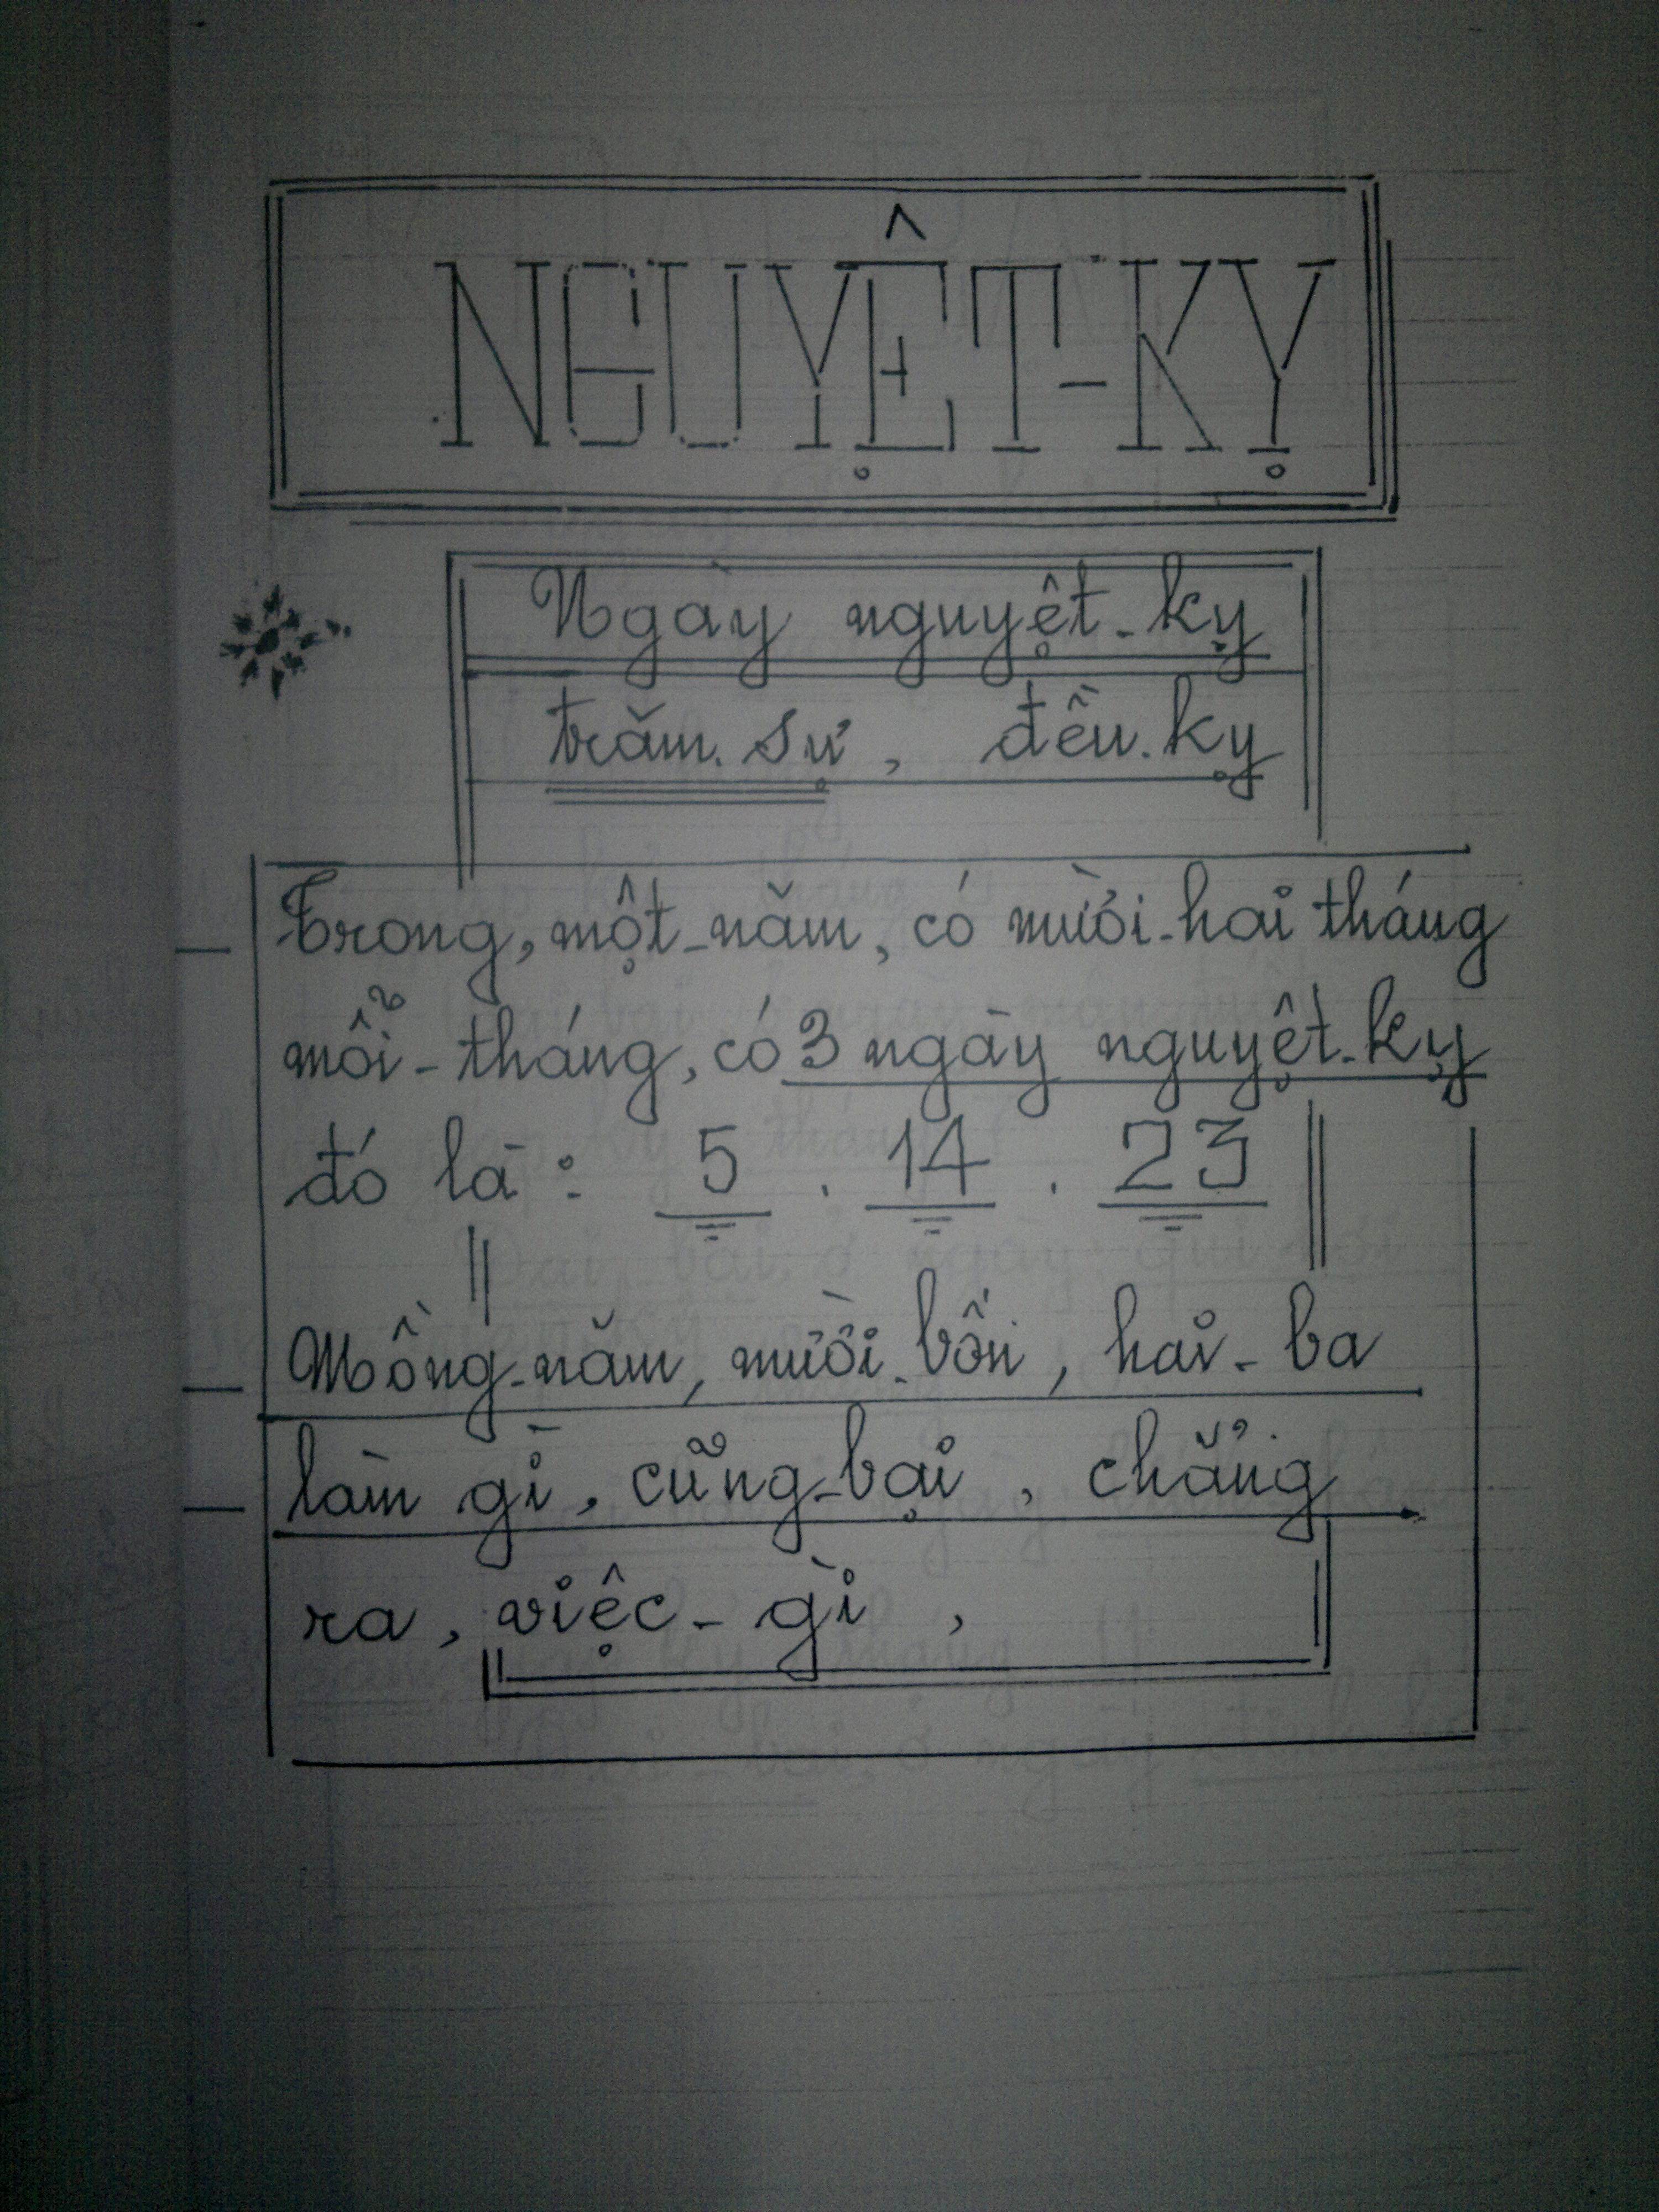 NGUYỆT-KỴ
Ngày nguyệt-kỵ
trăm-sự, đều-kỵ
Trong, một-năm, có mười-hai tháng
mỗi-tháng, có 3 ngày nguyệt-kỵ
đó là: 5 . 14 . 23
Mồng-năm, mười-bốn, hai-ba
làm gì, cũng-bại, chẳng
ra, việc-gì,